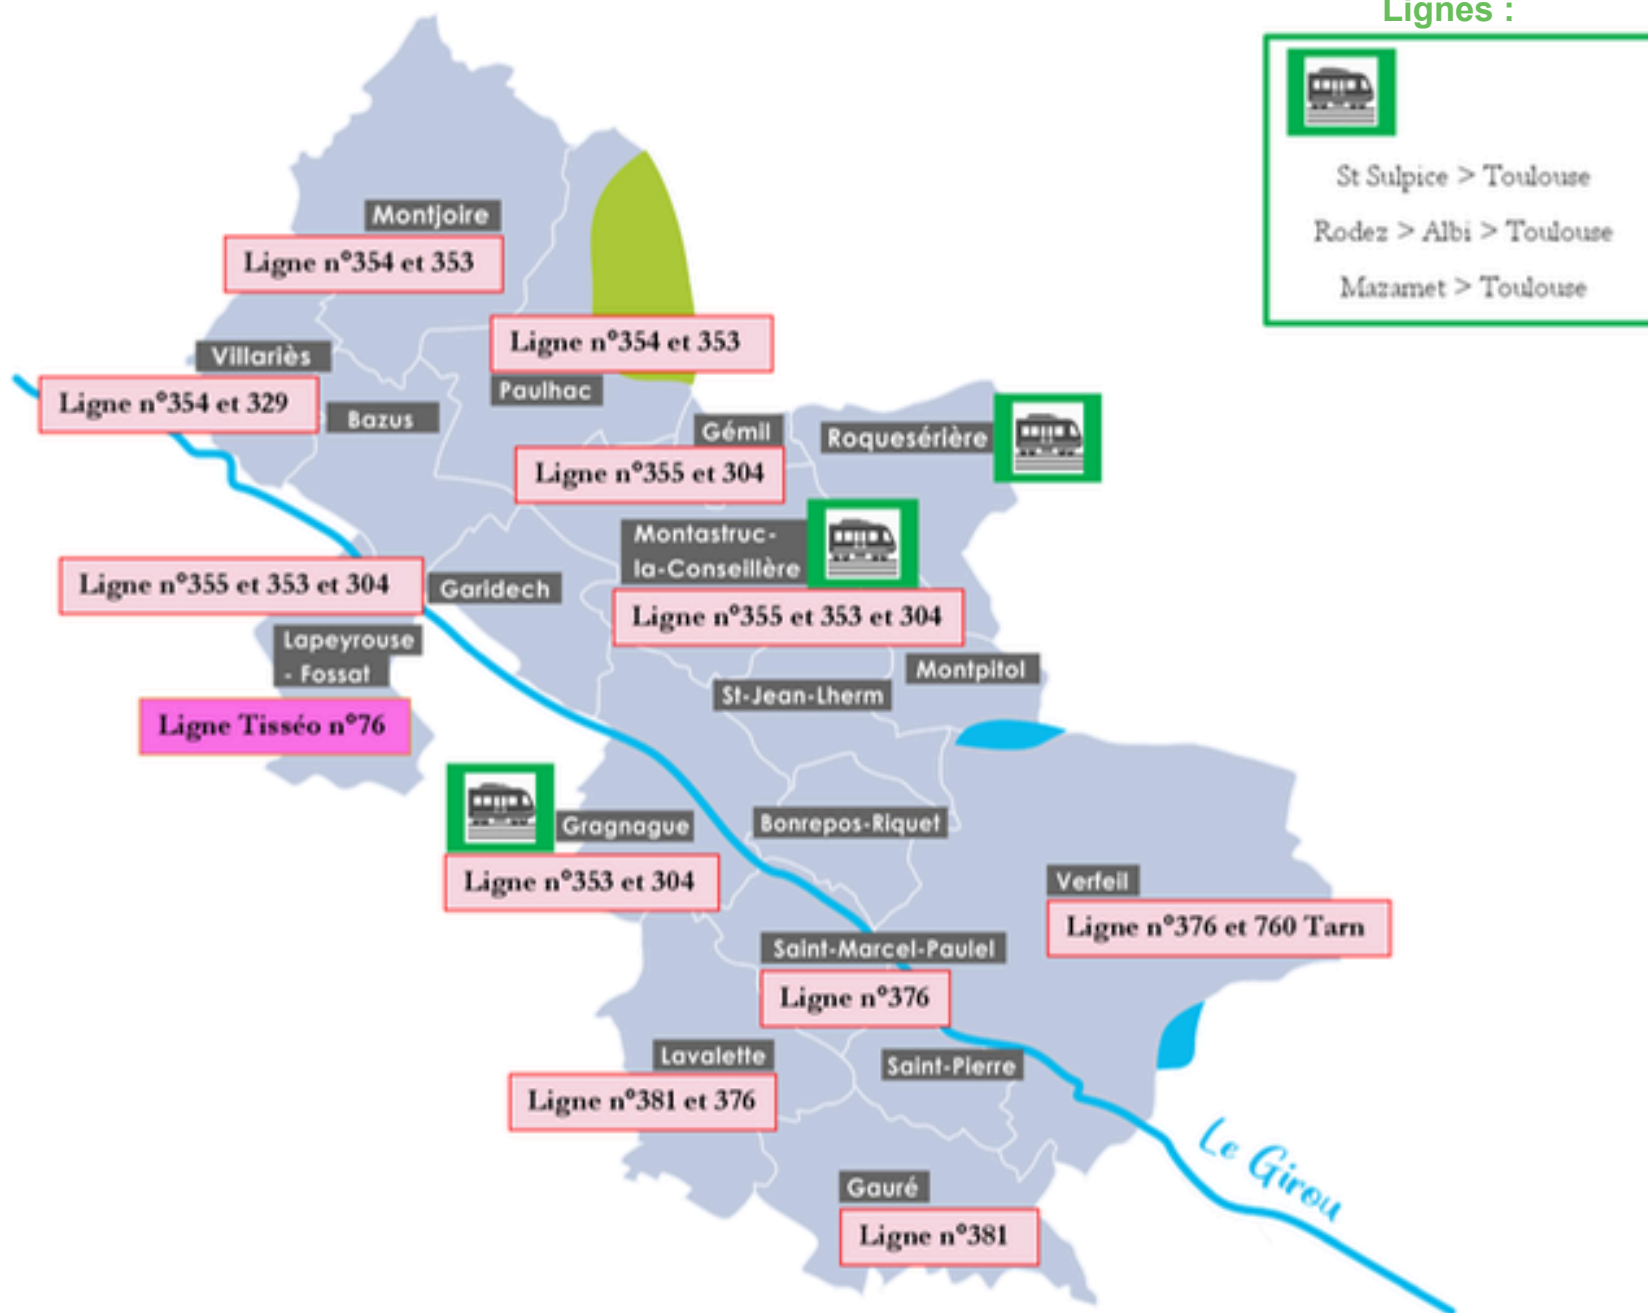 Lignes :
St Sulpice > Toulouse
Rodez > Albi > Toulouse
Mazamet > Toulouse
Montjoire
Ligne n°354 et 353
Ligne n°354 et 353
Paulhac
Villariès
Ligne n°354 et 329
Bazus
Gémil
Ligne n°355 et 304
Roquesérière
Montastruc-
la-Conseillère
Ligne n°355 et 353 et 304
Ligne n°355 et 353 et 304
Garidech
Lapeyrouse
- Fossat
Ligne Tisséo n°76
Montpitol
St-Jean-Lherm
Gragnague
Ligne n°353 et 304
Bonrepos-Riquet
Verfeil
Ligne n°376 et 760 Tarn
Saint-Marcel-Paulel
Ligne n°376
Lavalette
Ligne n°381 et 376
Saint-Pierre
Le Girou
Gauré
Ligne n°381